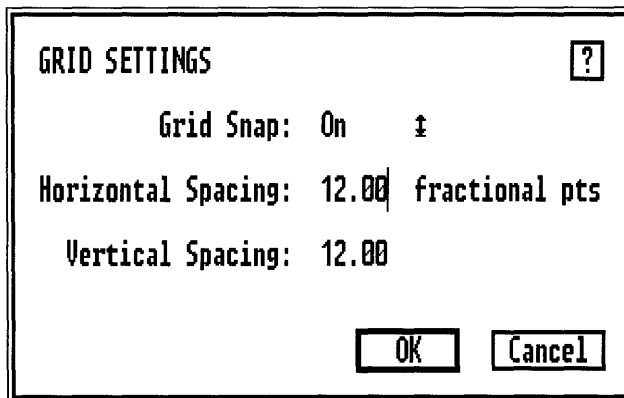 GRID SETTINGS ?
Grid Snap: On ↕
Horizontal Spacing: 12.00 fractional pts
Vertical Spacing: 12.00
OK Cancel